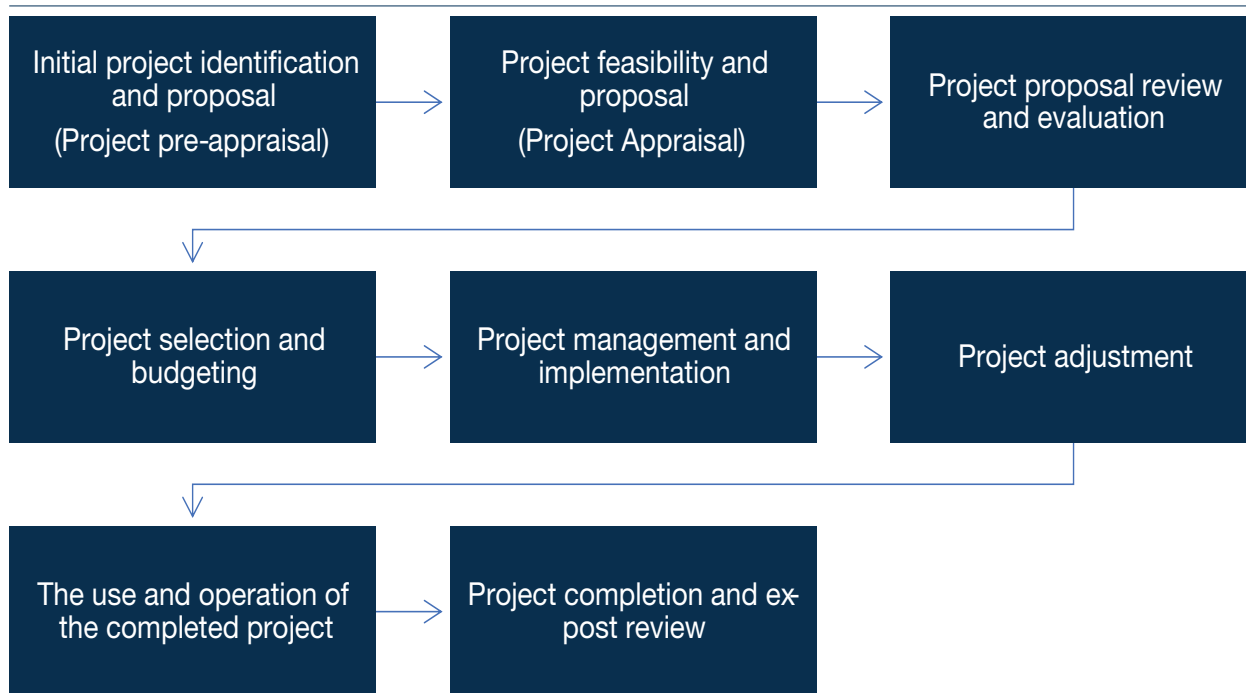 Initial project identification
and proposal
(Project pre-appraisal)
Project feasibility and
proposal
(Project Appraisal)
Project proposal review
and evaluation
Project selection and
budgeting
Project management and
implementation
Project adjustment
The use and operation of
the completed project
Project completion and ex-
post review